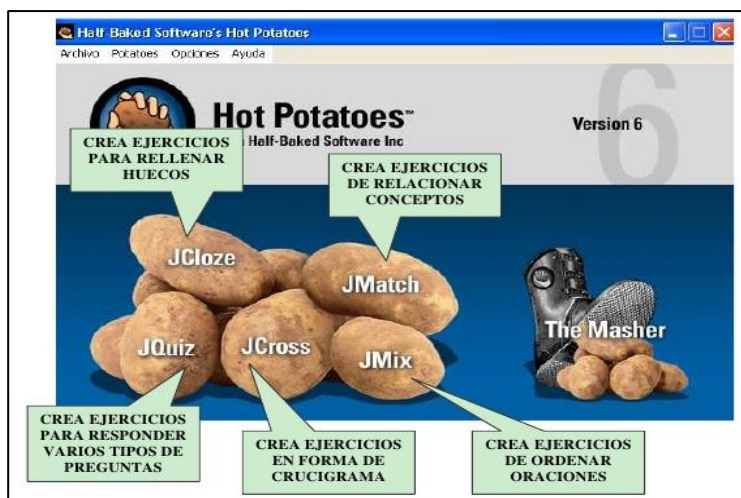 Half-Baked Software's Hot Potatoes
Archivo Potatoes Opciones Ayuda
Hot Potatoes™
Half-Baked Software Inc
Version 6
6
CREA EJERCICIOS
PARA RELLENAR
HUECOS
CREA EJERCICIOS
DE RELACIONAR
CONCEPTOS
JCloze
JMatch
JQuiz
JCross
JMix
The Masher
CREA EJERCICIOS
PARA RESPONDER
VARIOS TIPOS DE
PREGUNTAS
CREA EJERCICIOS
EN FORMA DE
CRUCIGRAMA
CREA EJERCICIOS
DE ORDENAR
ORACIONES